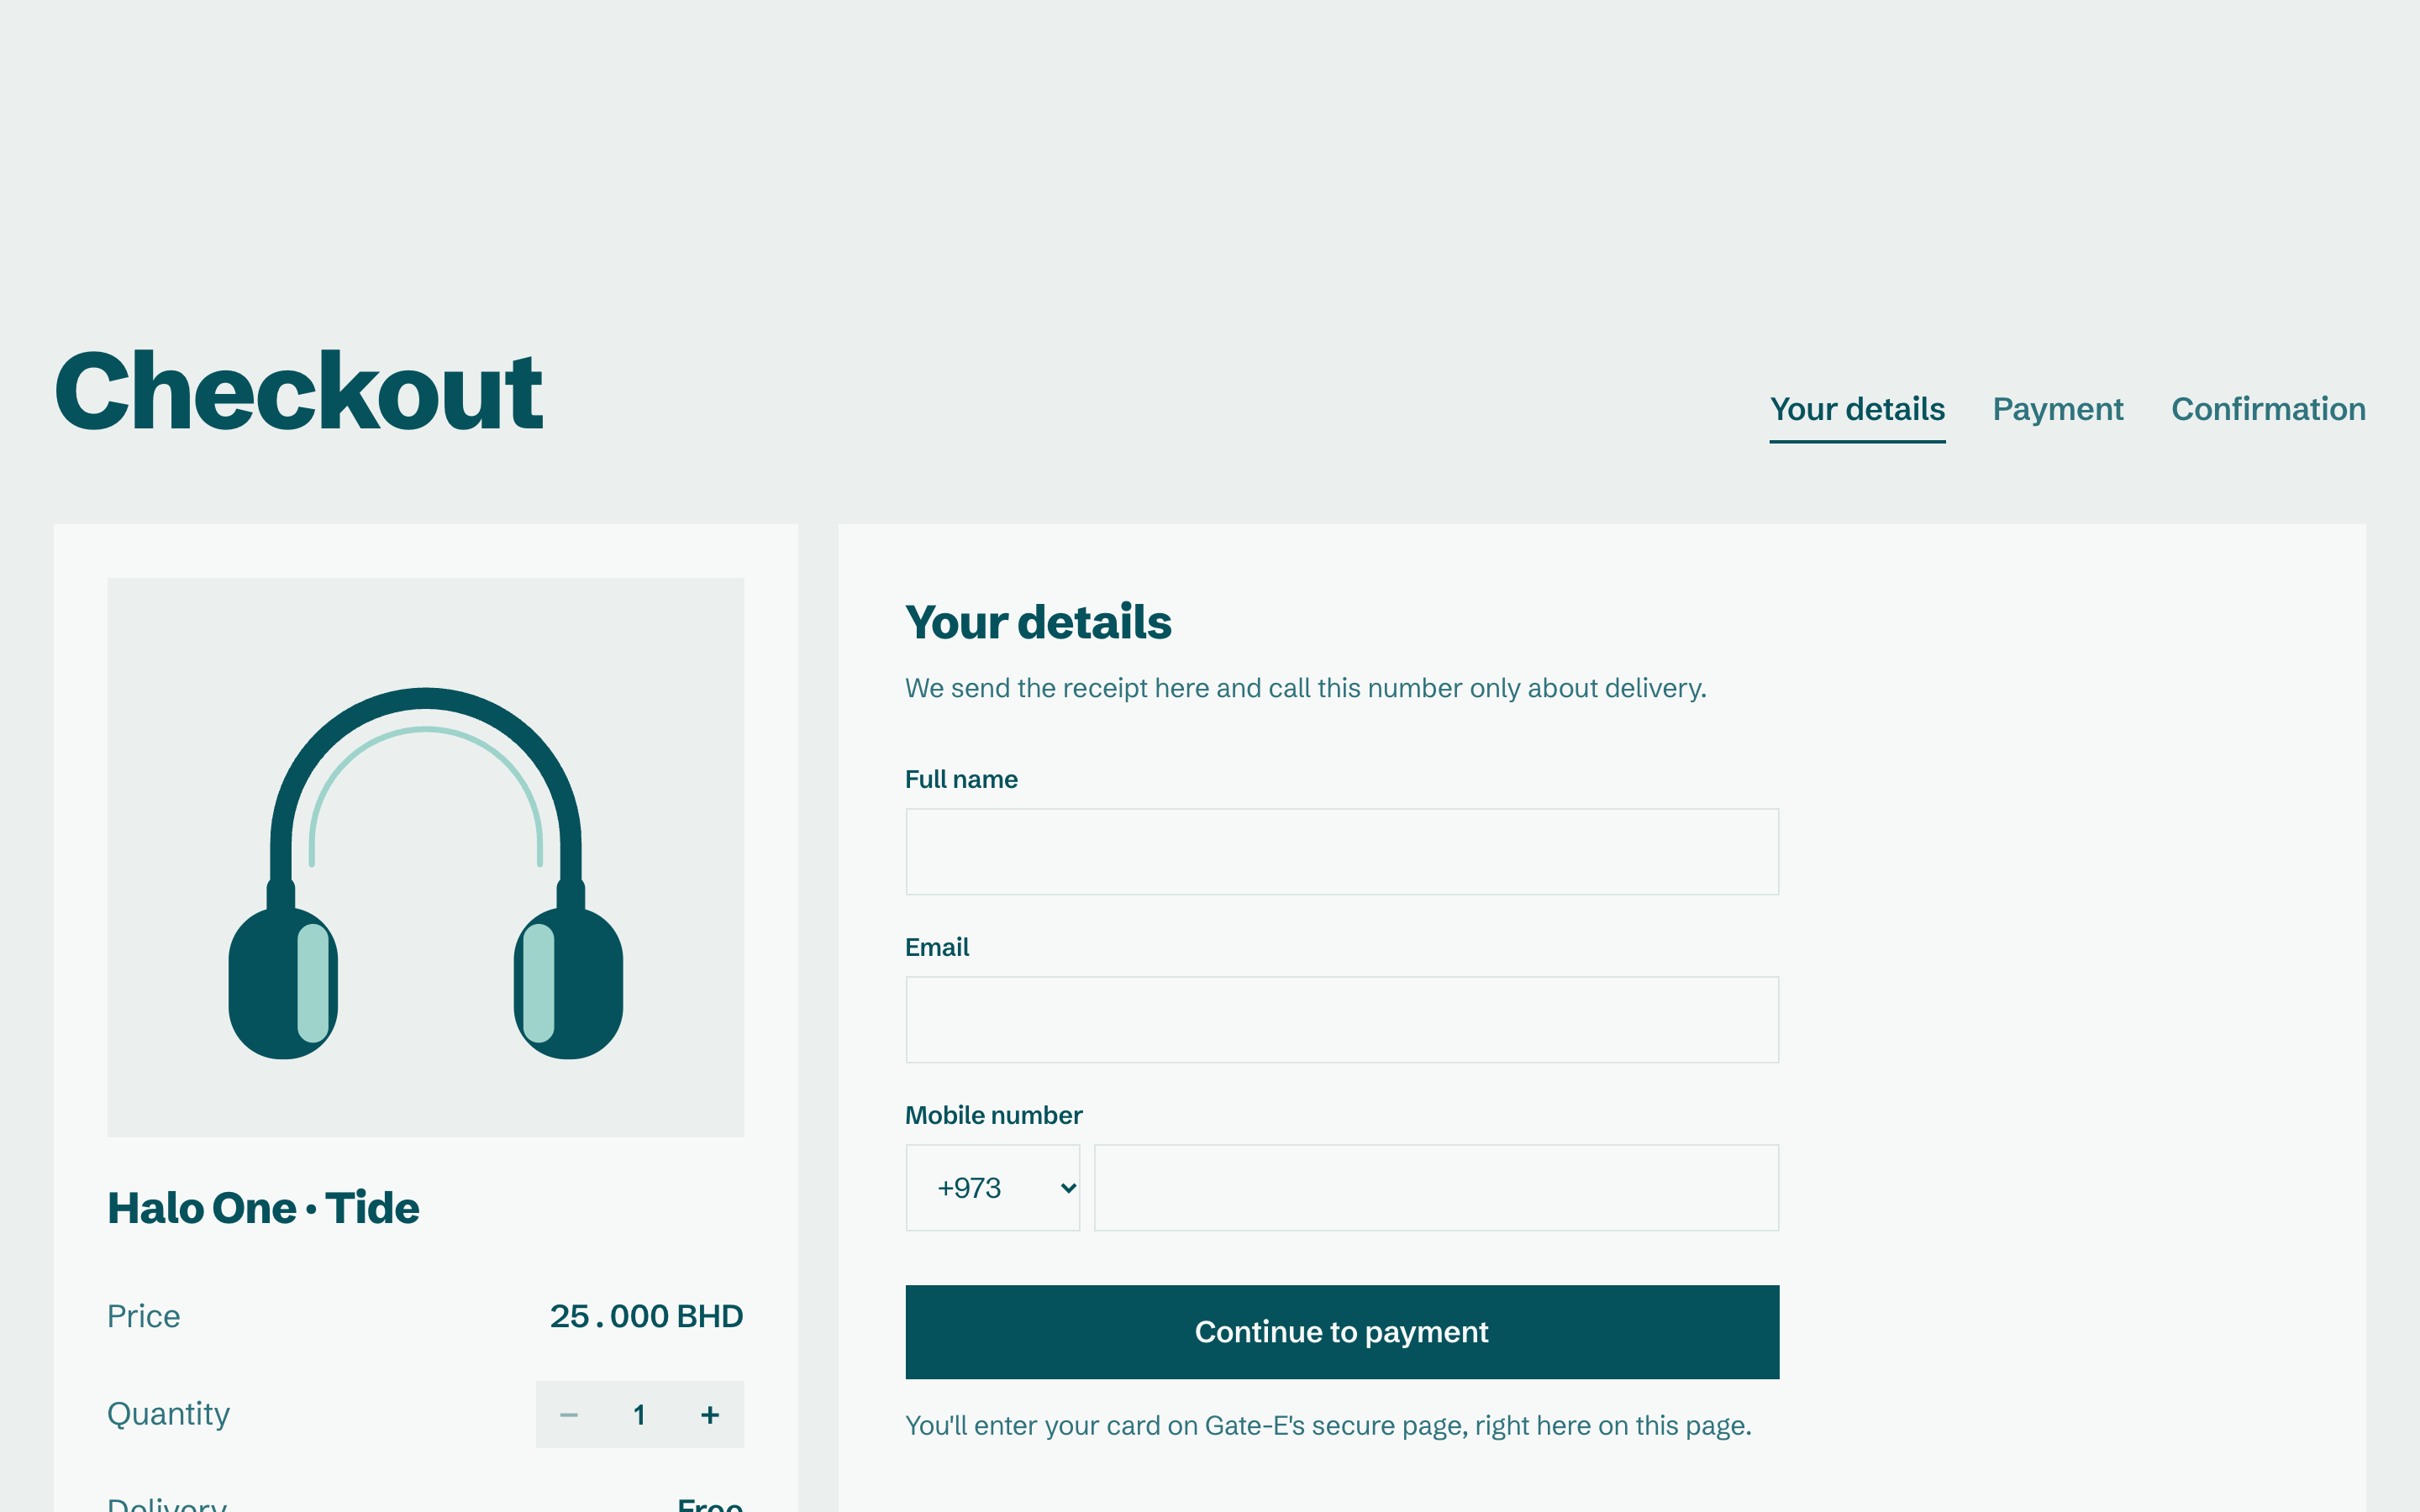 Checkout
Your details
Payment
Confirmation
Halo One · Tide
Price
25.000 BHD
Quantity
− 1 +
Delivery
Free
Your details
We send the receipt here and call this number only about delivery.
Full name
Email
Mobile number
+973
Continue to payment
You'll enter your card on Gate-E's secure page, right here on this page.